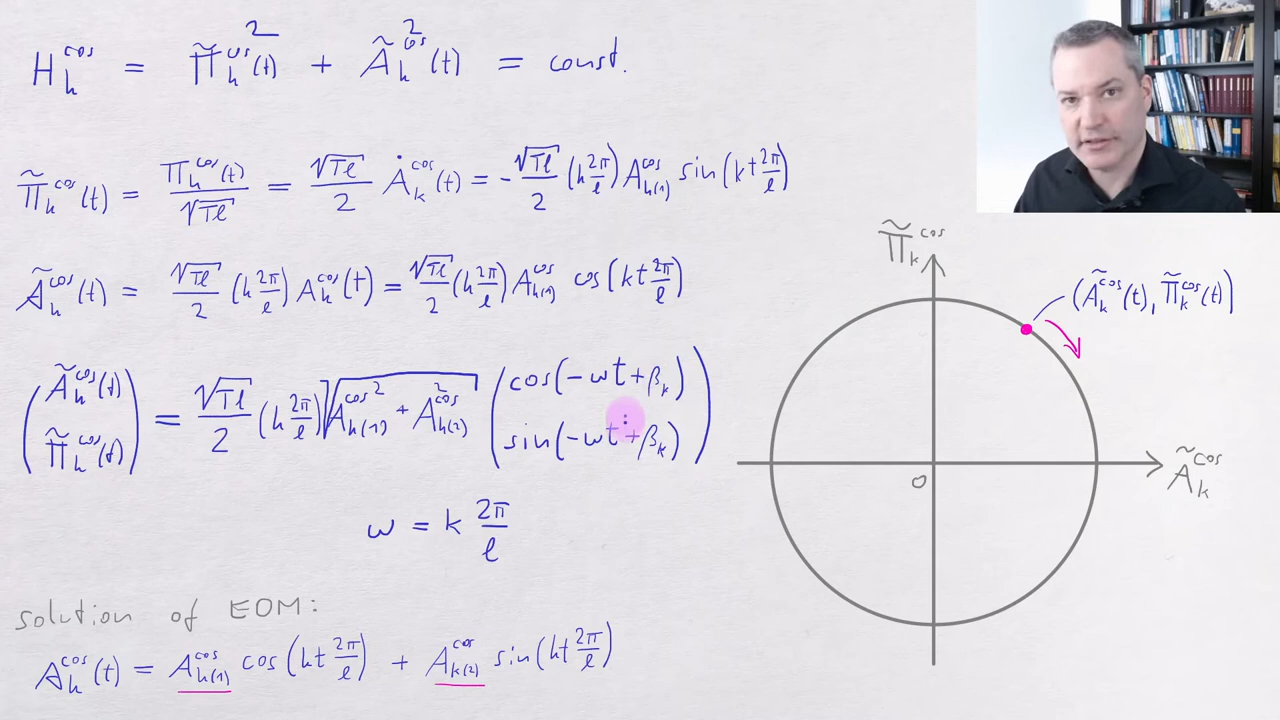 H_k^cos = Π̃_k^cos²(t) + Ã_k^cos²(t) = const.
Π̃_k^cos(t) = Π_k^cos(t) / √Tℓ = √Tℓ / 2 Ȧ_k^cos(t) = - √Tℓ / 2 (k 2π/ℓ) A_k(1)^cos sin(kt 2π/ℓ)
Ã_k^cos(t) = √Tℓ / 2 (k 2π/ℓ) A_k^cos(t) = √Tℓ / 2 (k 2π/ℓ) A_k(1)^cos cos(kt 2π/ℓ)
(Ã_k^cos(t)
Π̃_k^cos(t)) = √Tℓ / 2 (k 2π/ℓ) √(A_k(1)^cos² + A_k(2)^cos²) (cos(-ωt+β_k)
sin(-ωt+β_k))
ω = k 2π/ℓ
solution of EOM:
A_k^cos(t) = A_k(1)^cos cos(kt 2π/ℓ) + A_k(2)^cos sin(kt 2π/ℓ)
Π̃_k^cos
(Ã_k^cos(t), Π̃_k^cos(t))
0
Ã_k^cos